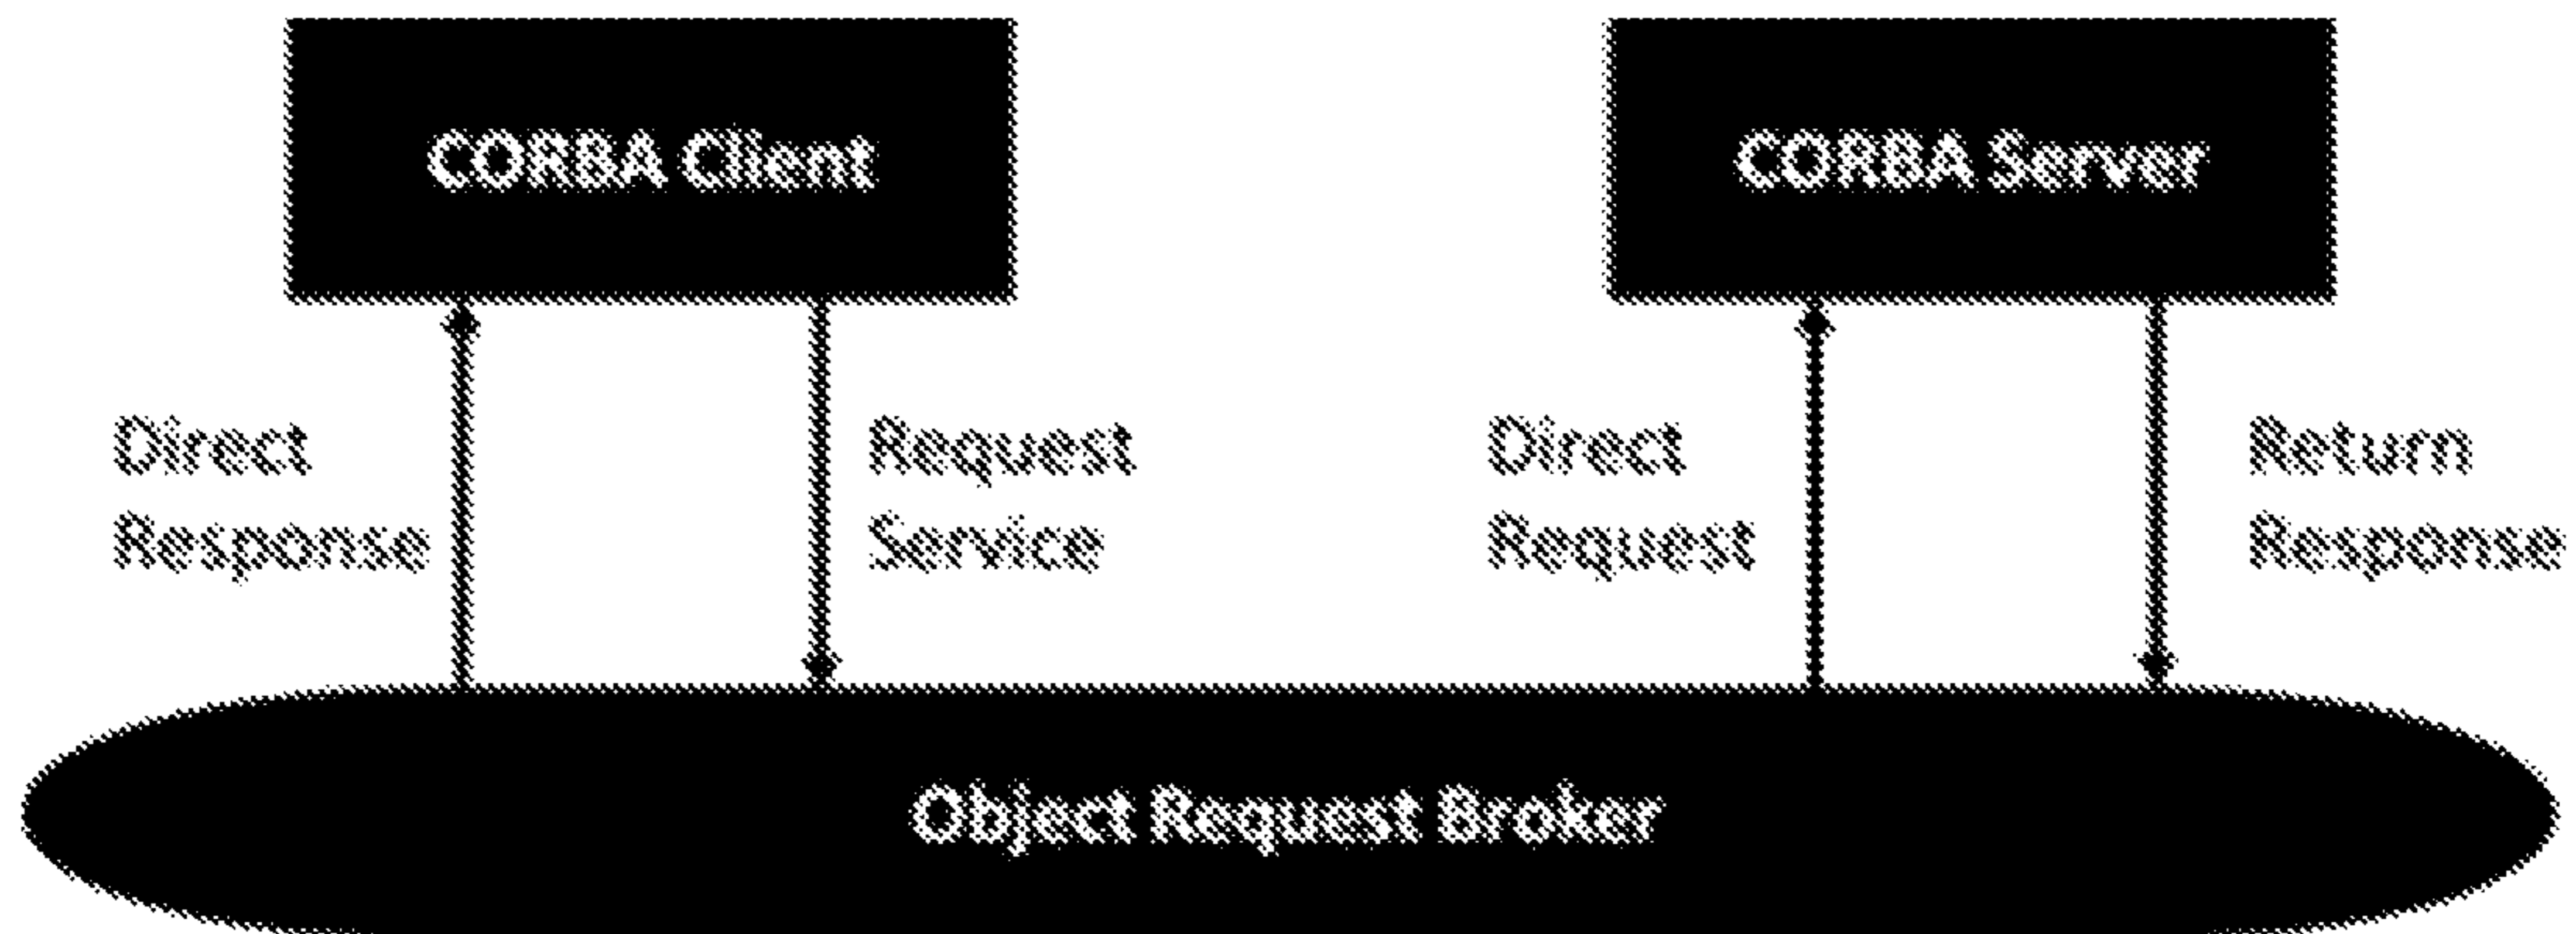 CORBA Client
CORBA Server
Direct
Response
Request
Service
Direct
Request
Return
Response
Object Request Broker